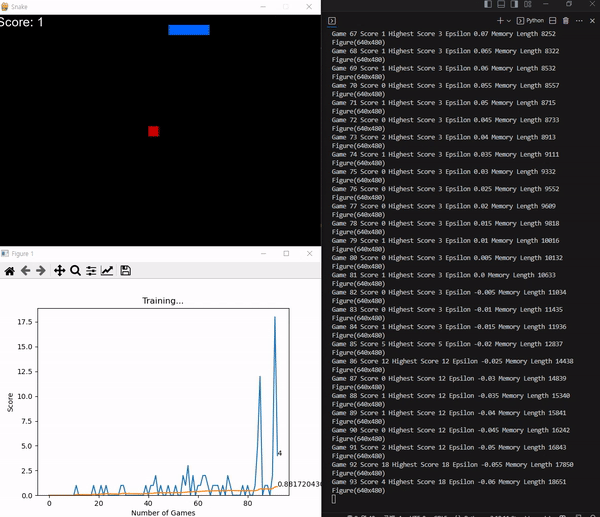 Snake
Score: 1
Figure 1
Training...
17.5
15.0
12.5
10.0
7.5
5.0
2.5
0.0
Score
4
0.881720430
0
20
40
60
80
Number of Games
Python
Game 67 Score 1 Highest Score 3 Epsilon 0.07 Memory Length 8252
Figure(640x480)
Game 68 Score 1 Highest Score 3 Epsilon 0.065 Memory Length 8322
Figure(640x480)
Game 69 Score 1 Highest Score 3 Epsilon 0.06 Memory Length 8532
Figure(640x480)
Game 70 Score 0 Highest Score 3 Epsilon 0.055 Memory Length 8557
Figure(640x480)
Game 71 Score 1 Highest Score 3 Epsilon 0.05 Memory Length 8715
Figure(640x480)
Game 72 Score 0 Highest Score 3 Epsilon 0.045 Memory Length 8733
Figure(640x480)
Game 73 Score 2 Highest Score 3 Epsilon 0.04 Memory Length 8913
Figure(640x480)
Game 74 Score 1 Highest Score 3 Epsilon 0.035 Memory Length 9111
Figure(640x480)
Game 75 Score 0 Highest Score 3 Epsilon 0.03 Memory Length 9332
Figure(640x480)
Game 76 Score 0 Highest Score 3 Epsilon 0.025 Memory Length 9552
Figure(640x480)
Game 77 Score 0 Highest Score 3 Epsilon 0.02 Memory Length 9609
Figure(640x480)
Game 78 Score 0 Highest Score 3 Epsilon 0.015 Memory Length 9818
Figure(640x480)
Game 79 Score 1 Highest Score 3 Epsilon 0.01 Memory Length 10016
Figure(640x480)
Game 80 Score 0 Highest Score 3 Epsilon 0.005 Memory Length 10132
Figure(640x480)
Game 81 Score 1 Highest Score 3 Epsilon 0.0 Memory Length 10633
Figure(640x480)
Game 82 Score 0 Highest Score 3 Epsilon -0.005 Memory Length 11034
Figure(640x480)
Game 83 Score 0 Highest Score 3 Epsilon -0.01 Memory Length 11435
Figure(640x480)
Game 84 Score 1 Highest Score 3 Epsilon -0.015 Memory Length 11936
Figure(640x480)
Game 85 Score 5 Highest Score 5 Epsilon -0.02 Memory Length 12837
Figure(640x480)
Game 86 Score 12 Highest Score 12 Epsilon -0.025 Memory Length 14438
Figure(640x480)
Game 87 Score 0 Highest Score 12 Epsilon -0.03 Memory Length 14839
Figure(640x480)
Game 88 Score 1 Highest Score 12 Epsilon -0.035 Memory Length 15340
Figure(640x480)
Game 89 Score 1 Highest Score 12 Epsilon -0.04 Memory Length 15841
Figure(640x480)
Game 90 Score 0 Highest Score 12 Epsilon -0.045 Memory Length 16242
Figure(640x480)
Game 91 Score 2 Highest Score 12 Epsilon -0.05 Memory Length 16843
Figure(640x480)
Game 92 Score 18 Highest Score 18 Epsilon -0.055 Memory Length 17850
Figure(640x480)
Game 93 Score 4 Highest Score 18 Epsilon -0.06 Memory Length 18651
Figure(640x480)